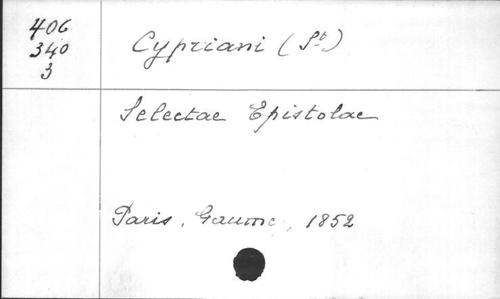 406
340
3
Cypriani (St)
Selectae Epistolae
Paris, Gaume, 1852